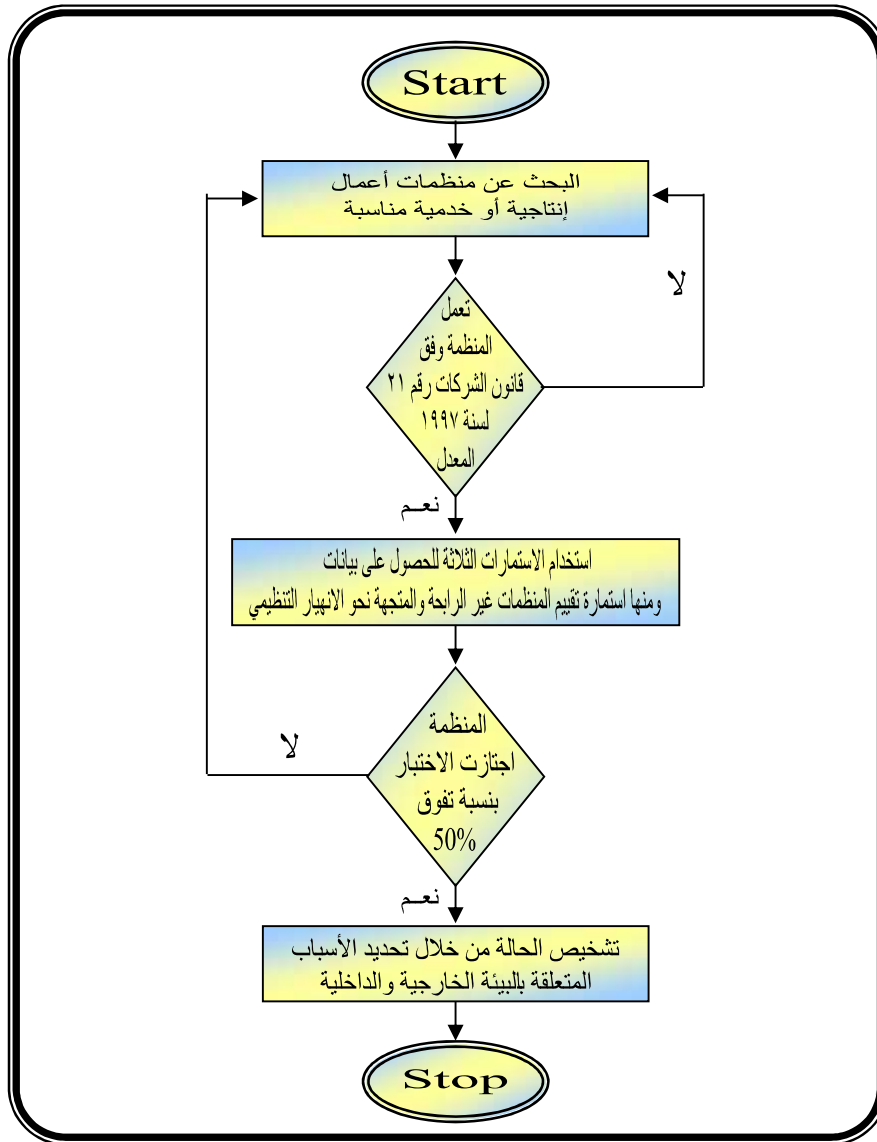 Start
البحث عن منظمات أعمال
إنتاجية أو خدمية مناسبة
لا
تعمل
المنظمة وفق
قانون الشركات رقم ٢١
لسنة ١٩٩٧
المعدل
نعــم
استخدام الاستمارات الثلاثة للحصول على بيانات
ومنها استمارة تقييم المنظمات غير الرابحة والمتجهة نحو الانهيار التنظيمي
لا
المنظمة
اجتازت الاختبار
بنسبة تفوق
50%
نعــم
تشخيص الحالة من خلال تحديد الأسباب
المتعلقة بالبيئة الخارجية والداخلية
Stop